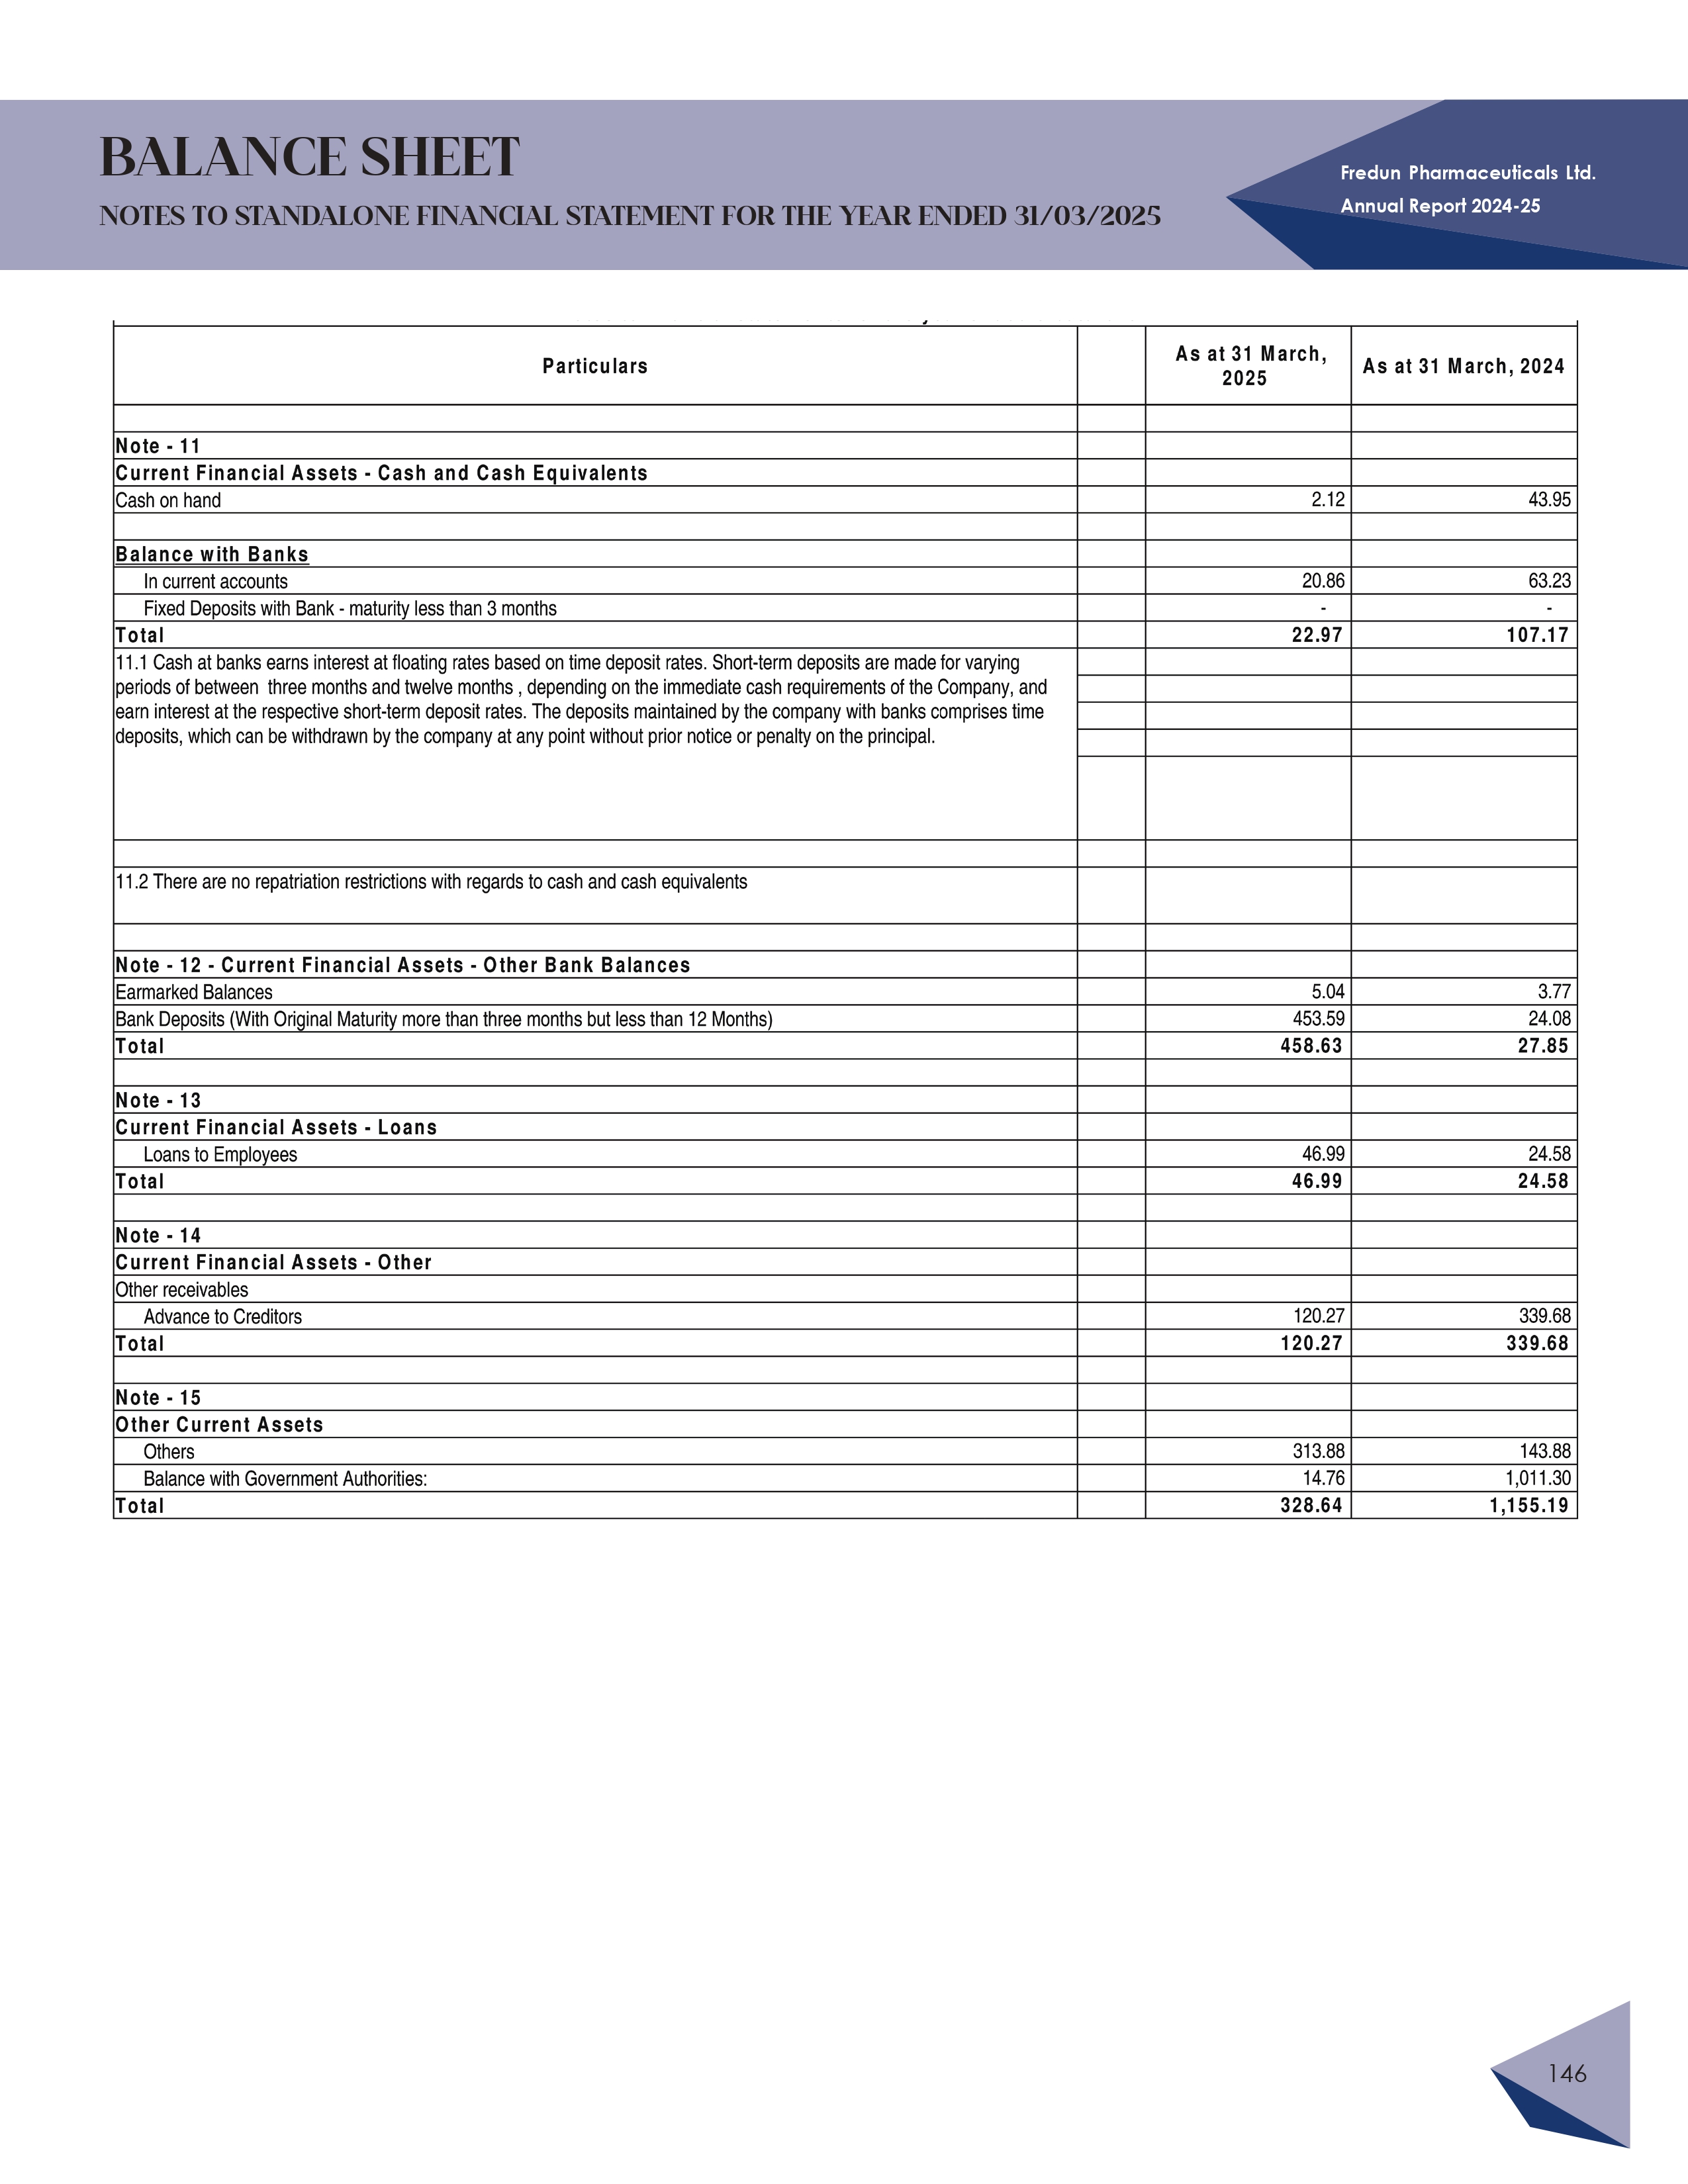 BALANCE SHEET
NOTES TO STANDALONE FINANCIAL STATEMENT FOR THE YEAR ENDED 31/03/2025
Fredun Pharmaceuticals Ltd.
Annual Report 2024-25
Particulars As at 31 March, 2025 As at 31 March, 2024
Note - 11
Current Financial Assets - Cash and Cash Equivalents
Cash on hand 2.12 43.95
Balance with Banks
In current accounts 20.86 63.23
Fixed Deposits with Bank - maturity less than 3 months - -
Total 22.97 107.17
11.1 Cash at banks earns interest at floating rates based on time deposit rates. Short-term deposits are made for varying
periods of between three months and twelve months , depending on the immediate cash requirements of the Company, and
earn interest at the respective short-term deposit rates. The deposits maintained by the company with banks comprises time
deposits, which can be withdrawn by the company at any point without prior notice or penalty on the principal.
11.2 There are no repatriation restrictions with regards to cash and cash equivalents
Note - 12 - Current Financial Assets - Other Bank Balances
Earmarked Balances 5.04 3.77
Bank Deposits (With Original Maturity more than three months but less than 12 Months) 453.59 24.08
Total 458.63 27.85
Note - 13
Current Financial Assets - Loans
Loans to Employees 46.99 24.58
Total 46.99 24.58
Note - 14
Current Financial Assets - Other
Other receivables
Advance to Creditors 120.27 339.68
Total 120.27 339.68
Note - 15
Other Current Assets
Others 313.88 143.88
Balance with Government Authorities: 14.76 1,011.30
Total 328.64 1,155.19
146